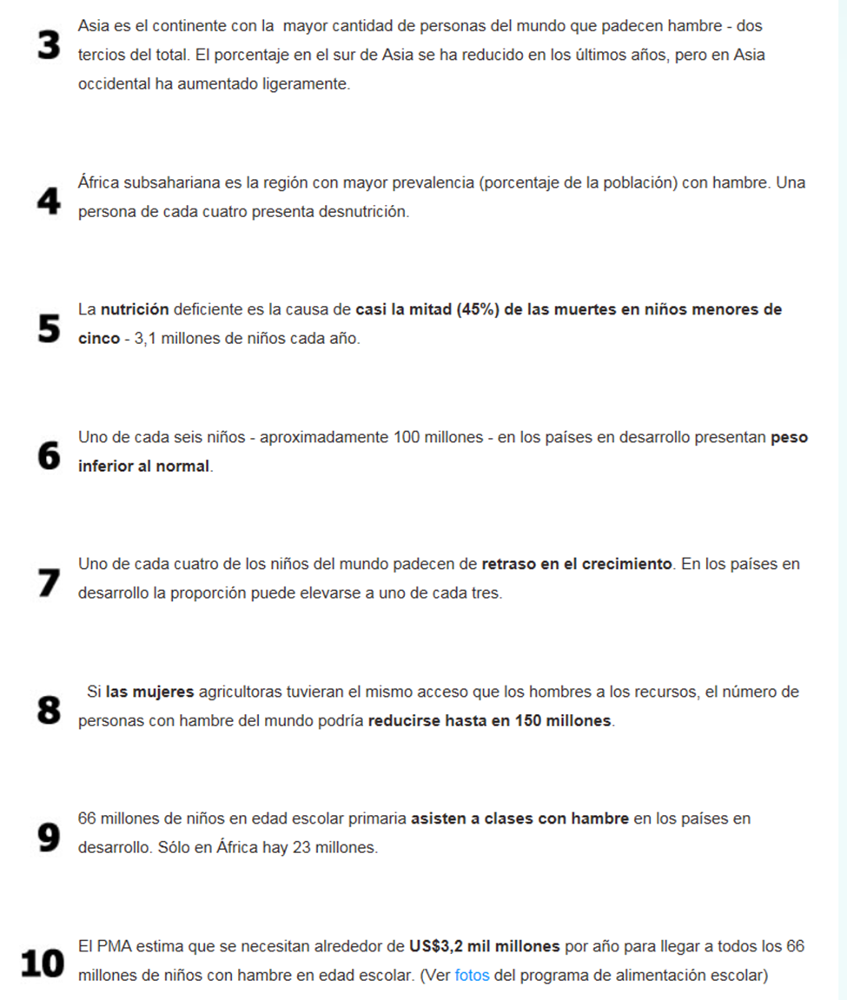 3
Asia es el continente con la  mayor cantidad de personas del mundo que padecen hambre - dos
tercios del total. El porcentaje en el sur de Asia se ha reducido en los últimos años, pero en Asia
occidental ha aumentado ligeramente.
4
África subsahariana es la región con mayor prevalencia (porcentaje de la población) con hambre. Una
persona de cada cuatro presenta desnutrición.
5
La nutrición deficiente es la causa de casi la mitad (45%) de las muertes en niños menores de
cinco - 3,1 millones de niños cada año.
6
Uno de cada seis niños - aproximadamente 100 millones - en los países en desarrollo presentan peso
inferior al normal.
7
Uno de cada cuatro de los niños del mundo padecen de retraso en el crecimiento. En los países en
desarrollo la proporción puede elevarse a uno de cada tres.
8
Si las mujeres agricultoras tuvieran el mismo acceso que los hombres a los recursos, el número de
personas con hambre del mundo podría reducirse hasta en 150 millones.
9
66 millones de niños en edad escolar primaria asisten a clases con hambre en los países en
desarrollo. Sólo en África hay 23 millones.
10
El PMA estima que se necesitan alrededor de US$3,2 mil millones por año para llegar a todos los 66
millones de niños con hambre en edad escolar. (Ver fotos del programa de alimentación escolar)